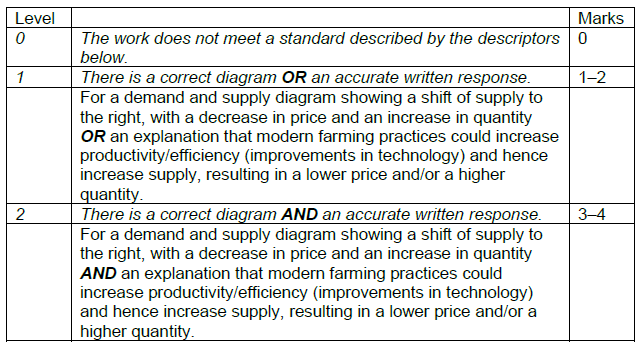 Level Marks
0 The work does not meet a standard described by the descriptors 0
below.
1 There is a correct diagram OR an accurate written response. 1–2
For a demand and supply diagram showing a shift of supply to
the right, with a decrease in price and an increase in quantity
OR an explanation that modern farming practices could increase
productivity/efficiency (improvements in technology) and hence
increase supply, resulting in a lower price and/or a higher
quantity.
2 There is a correct diagram AND an accurate written response. 3–4
For a demand and supply diagram showing a shift of supply to
the right, with a decrease in price and an increase in quantity
AND an explanation that modern farming practices could
increase productivity/efficiency (improvements in technology)
and hence increase supply, resulting in a lower price and/or a
higher quantity.